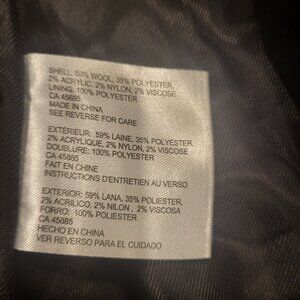 SHELL: 59% WOOL, 35% POLYESTER,
2% ACRYLIC, 2% NYLON, 2% VISCOSE
LINING: 100% POLYESTER
CA 45885
MADE IN CHINA
SEE REVERSE FOR CARE
EXTÉRIEUR: 59% LAINE, 35% POLYESTER,
2% ACRYLIQUE, 2% NYLON, 2% VISCOSE
DOUBLURE: 100% POLYESTER
CA 45885
FAIT EN CHINE
INSTRUCTIONS D'ENTRETIEN AU VERSO
EXTERIOR: 59% LANA, 35% POLIESTER,
2% ACRILICO, 2% NILON , 2% VISCOSA
FORRO: 100% POLIESTER
CA 45885
HECHO EN CHINA
VER REVERSO PARA EL CUIDADO